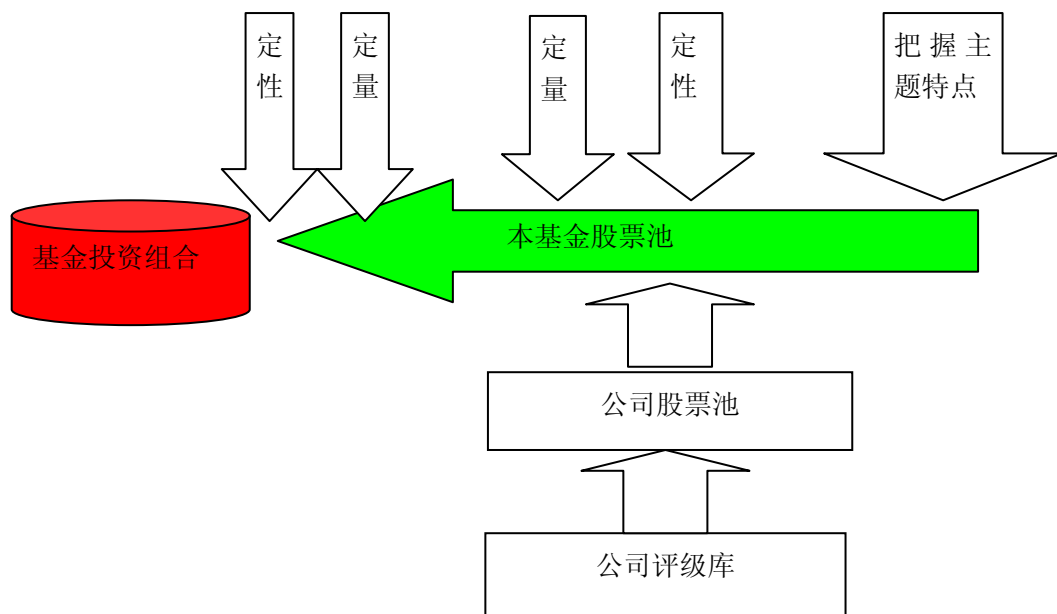 定
性
定
量
定
量
定
性
把 握 主
题特点
基金投资组合
本基金股票池
公司股票池
公司评级库